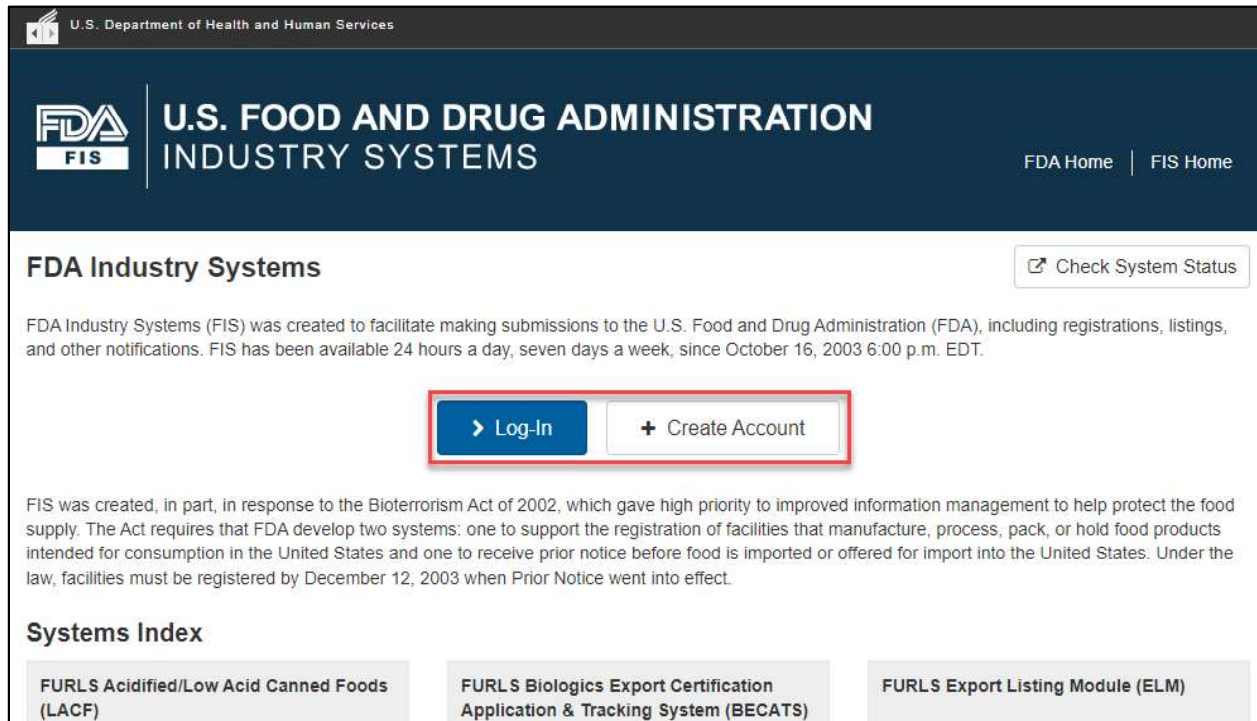 U.S. Department of Health and Human Services
FDA
FIS
U.S. FOOD AND DRUG ADMINISTRATION
INDUSTRY SYSTEMS
FDA Home | FIS Home
FDA Industry Systems
Check System Status
FDA Industry Systems (FIS) was created to facilitate making submissions to the U.S. Food and Drug Administration (FDA), including registrations, listings,
and other notifications. FIS has been available 24 hours a day, seven days a week, since October 16, 2003 6:00 p.m. EDT.
Log-In
+ Create Account
FIS was created, in part, in response to the Bioterrorism Act of 2002, which gave high priority to improved information management to help protect the food
supply. The Act requires that FDA develop two systems: one to support the registration of facilities that manufacture, process, pack, or hold food products
intended for consumption in the United States and one to receive prior notice before food is imported or offered for import into the United States. Under the
law, facilities must be registered by December 12, 2003 when Prior Notice went into effect.
Systems Index
FURLS Acidified/Low Acid Canned Foods
(LACF)
FURLS Biologics Export Certification
Application & Tracking System (BECATS)
FURLS Export Listing Module (ELM)